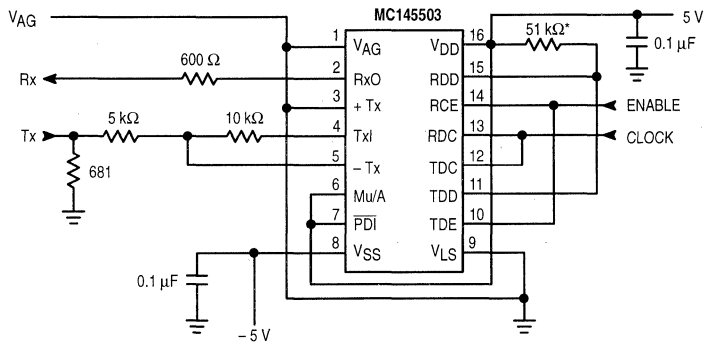 MC145503
VAG
5 V
51 kΩ*
0.1 µF
1 VAG
VDD 16
600 Ω
Rx
2 RxO
RDD 15
3 + Tx
RCE 14
ENABLE
Tx
5 kΩ
10 kΩ
4 TxI
RDC 13
CLOCK
681
5 – Tx
TDC 12
6 Mu/A
TDD 11
7 PDI
TDE 10
8 VSS
VLS 9
0.1 µF
– 5 V